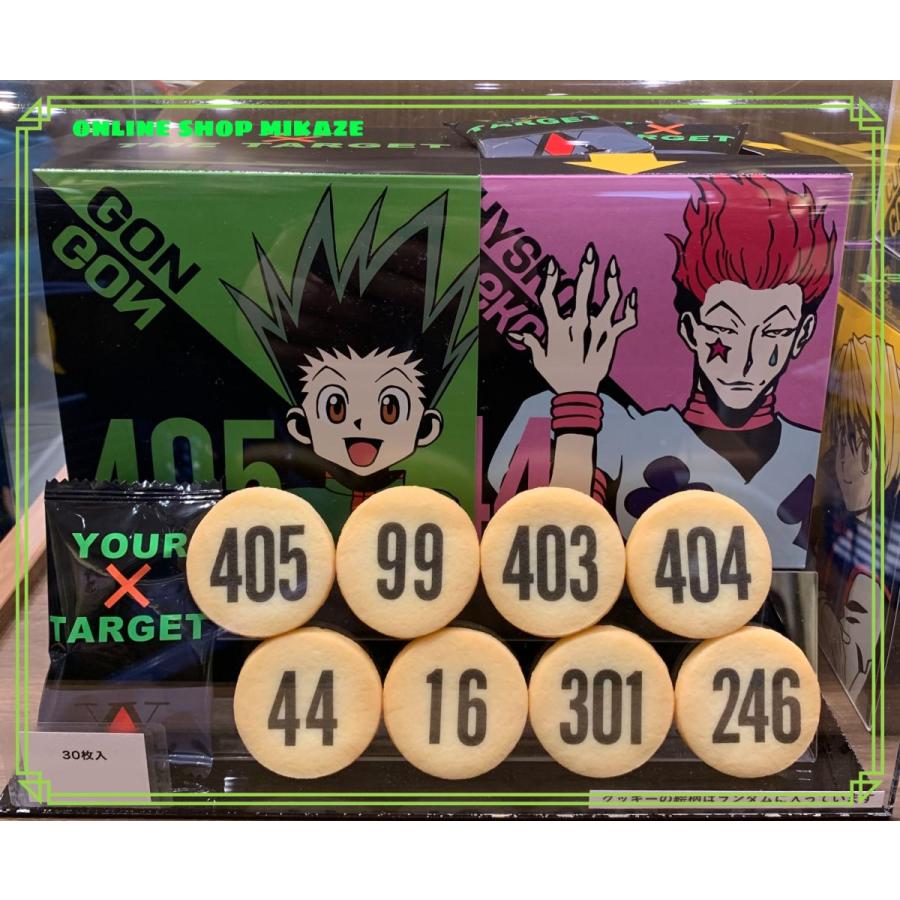 ONLINE SHOP MIKAZE
X
THE TARGET
TARGET
X
TARGET
GON
GON
HYSKO
405
44
YOUR
X
TARGET
405
99
403
404
44
16
301
246
30枚入
クッキーの絵柄はランダムに入っています